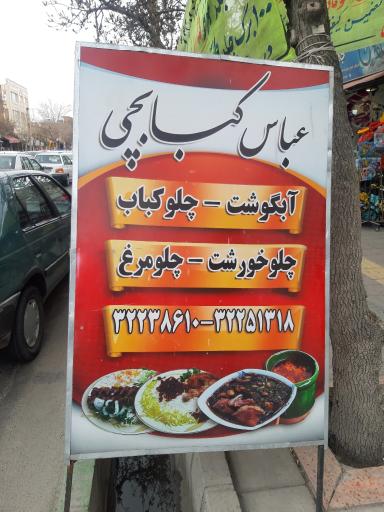 عباس کبابچی
آبگوشت - چلوکباب
چلوخورشت - چلومرغ
۳۲۲۳۸۶۱۰-۳۲۲۵۱۳۱۸